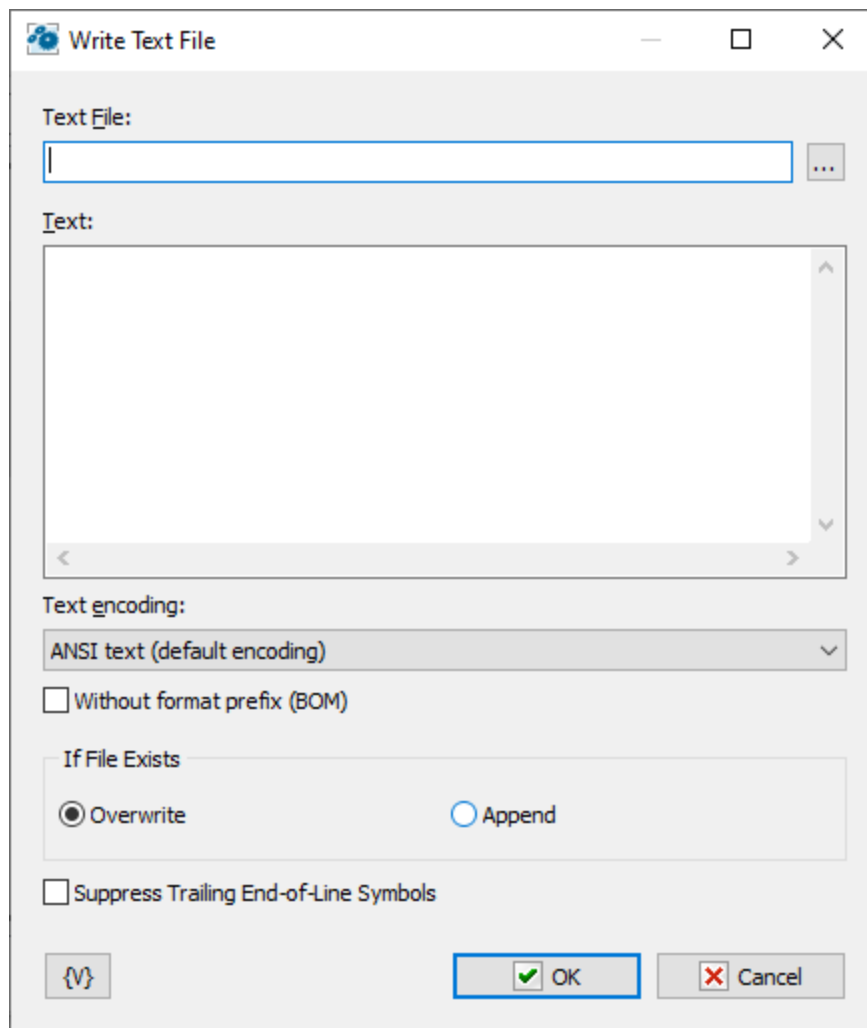 Write Text File
Text File:
...
Text:
Text encoding:
ANSI text (default encoding)
Without format prefix (BOM)
If File Exists
Overwrite Append
Suppress Trailing End-of-Line Symbols
{V} OK Cancel